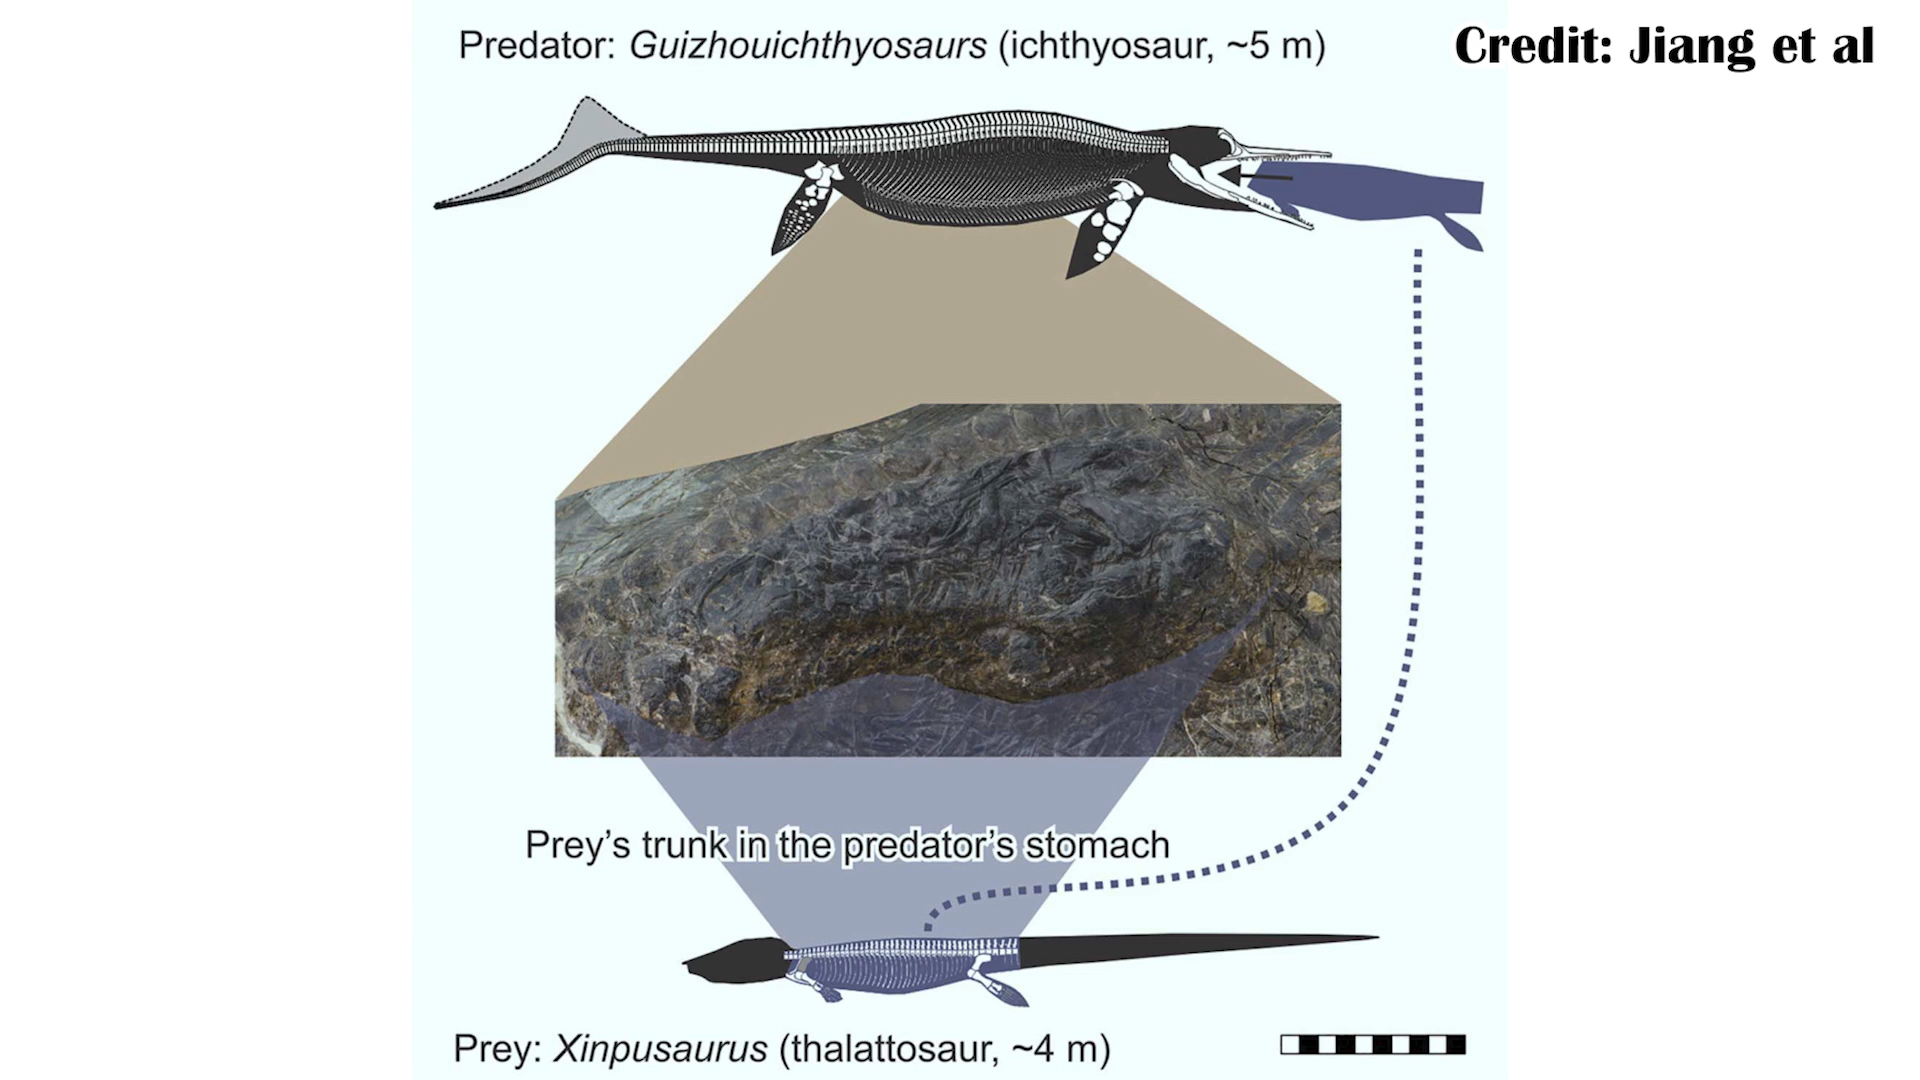 Predator: Guizhouichthyosaurs (ichthyosaur, ~5 m)
Credit: Jiang et al
Prey’s trunk in the predator’s stomach
Prey: Xinpusaurus (thalattosaur, ~4 m)